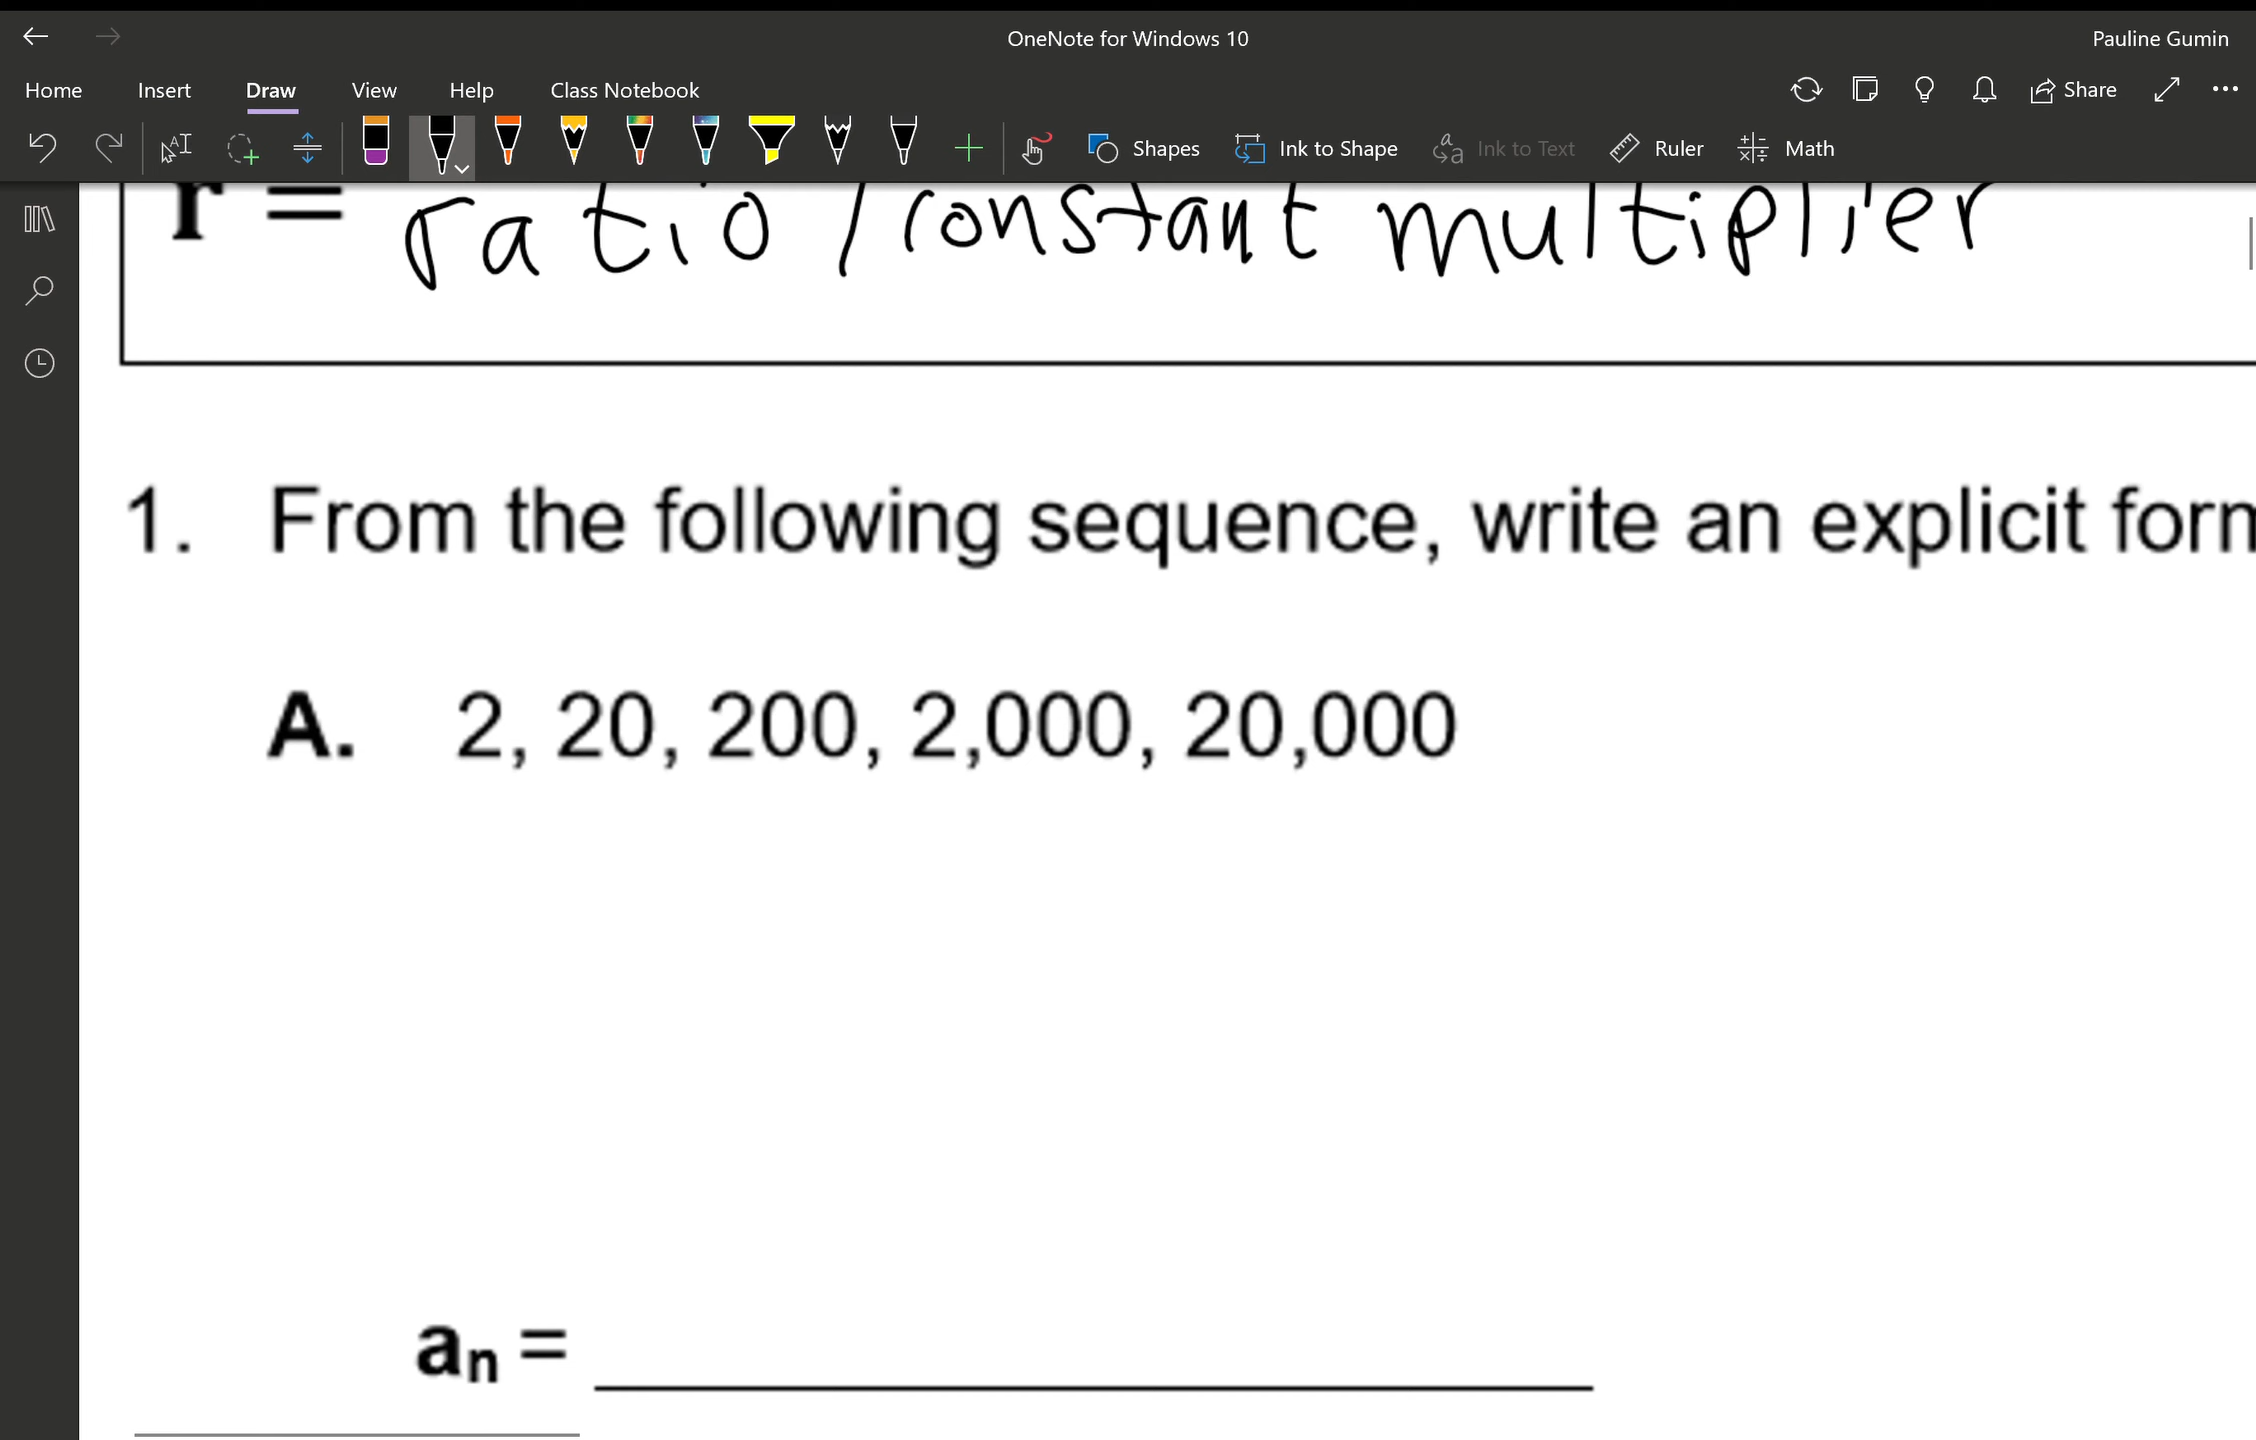 OneNote for Windows 10
Pauline Gumin
Home Insert Draw View Help Class Notebook Share
Shapes Ink to Shape Ink to Text Ruler Math
r = ratio / constant multiplier
1. From the following sequence, write an explicit form
A. 2, 20, 200, 2,000, 20,000
an =